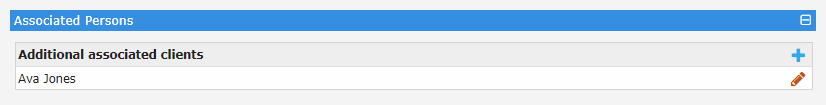 Associated Persons
Additional associated clients
Ava Jones